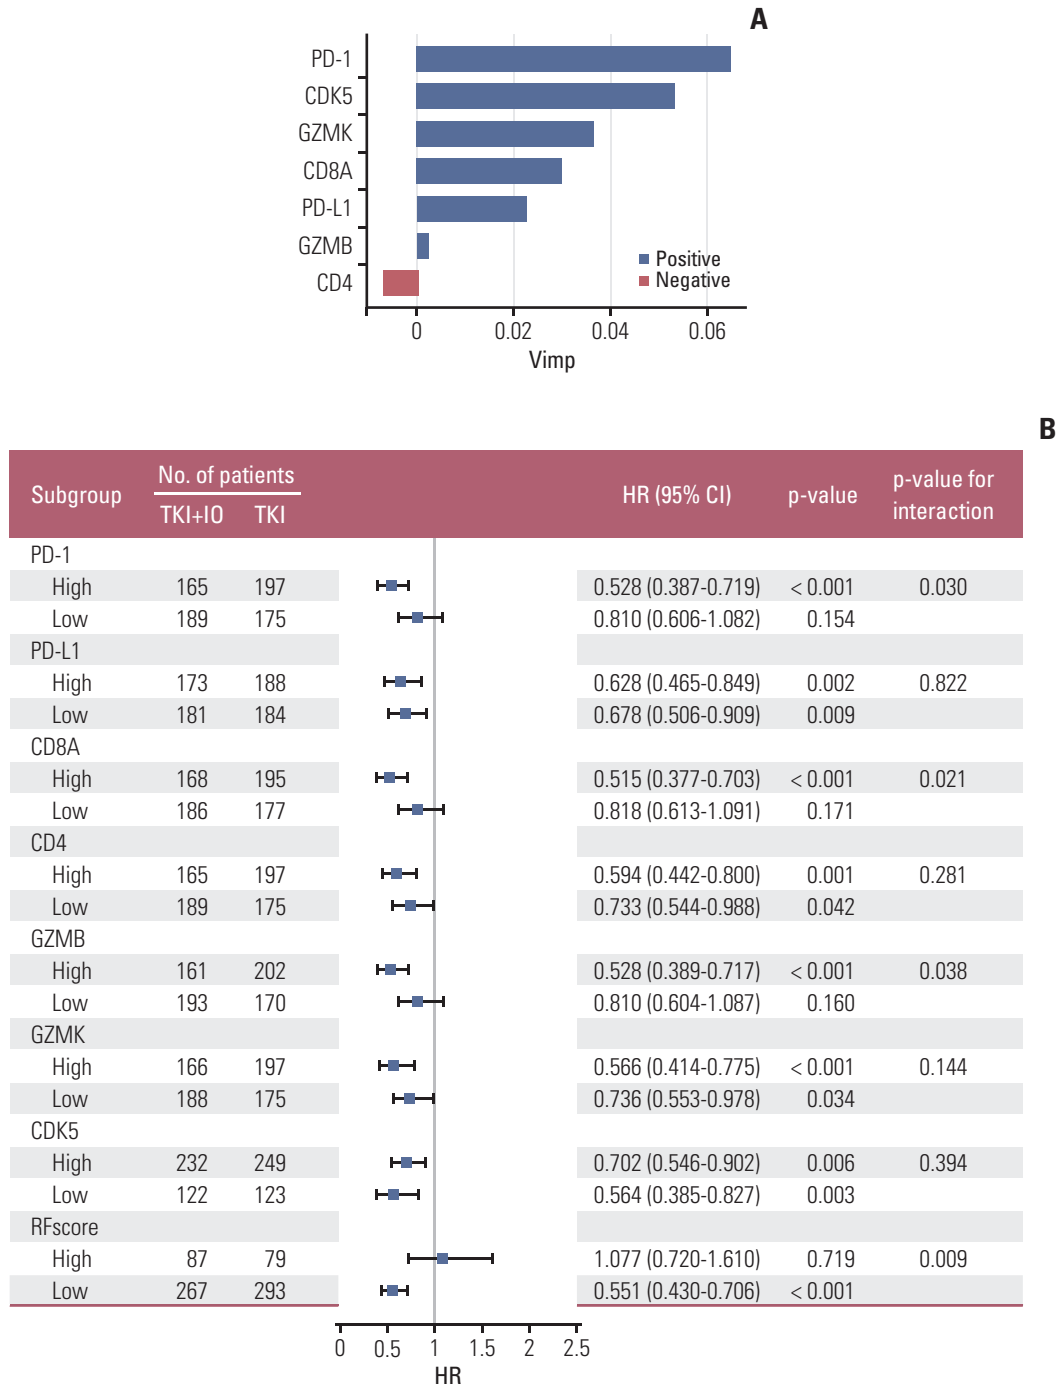 A
PD-1
CDK5
GZMK
CD8A
PD-L1
GZMB
CD4
Positive
Negative
0 0.02 0.04 0.06
Vimp
B
Subgroup No. of patients HR (95% CI) p-value p-value for interaction
TKI+IO TKI
PD-1
High 165 197 0.528 (0.387-0.719) < 0.001 0.030
Low 189 175 0.810 (0.606-1.082) 0.154
PD-L1
High 173 188 0.628 (0.465-0.849) 0.002 0.822
Low 181 184 0.678 (0.506-0.909) 0.009
CD8A
High 168 195 0.515 (0.377-0.703) < 0.001 0.021
Low 186 177 0.818 (0.613-1.091) 0.171
CD4
High 165 197 0.594 (0.442-0.800) 0.001 0.281
Low 189 175 0.733 (0.544-0.988) 0.042
GZMB
High 161 202 0.528 (0.389-0.717) < 0.001 0.038
Low 193 170 0.810 (0.604-1.087) 0.160
GZMK
High 166 197 0.566 (0.414-0.775) < 0.001 0.144
Low 188 175 0.736 (0.553-0.978) 0.034
CDK5
High 232 249 0.702 (0.546-0.902) 0.006 0.394
Low 122 123 0.564 (0.385-0.827) 0.003
RFscore
High 87 79 1.077 (0.720-1.610) 0.719 0.009
Low 267 293 0.551 (0.430-0.706) < 0.001
0 0.5 1 1.5 2 2.5
HR